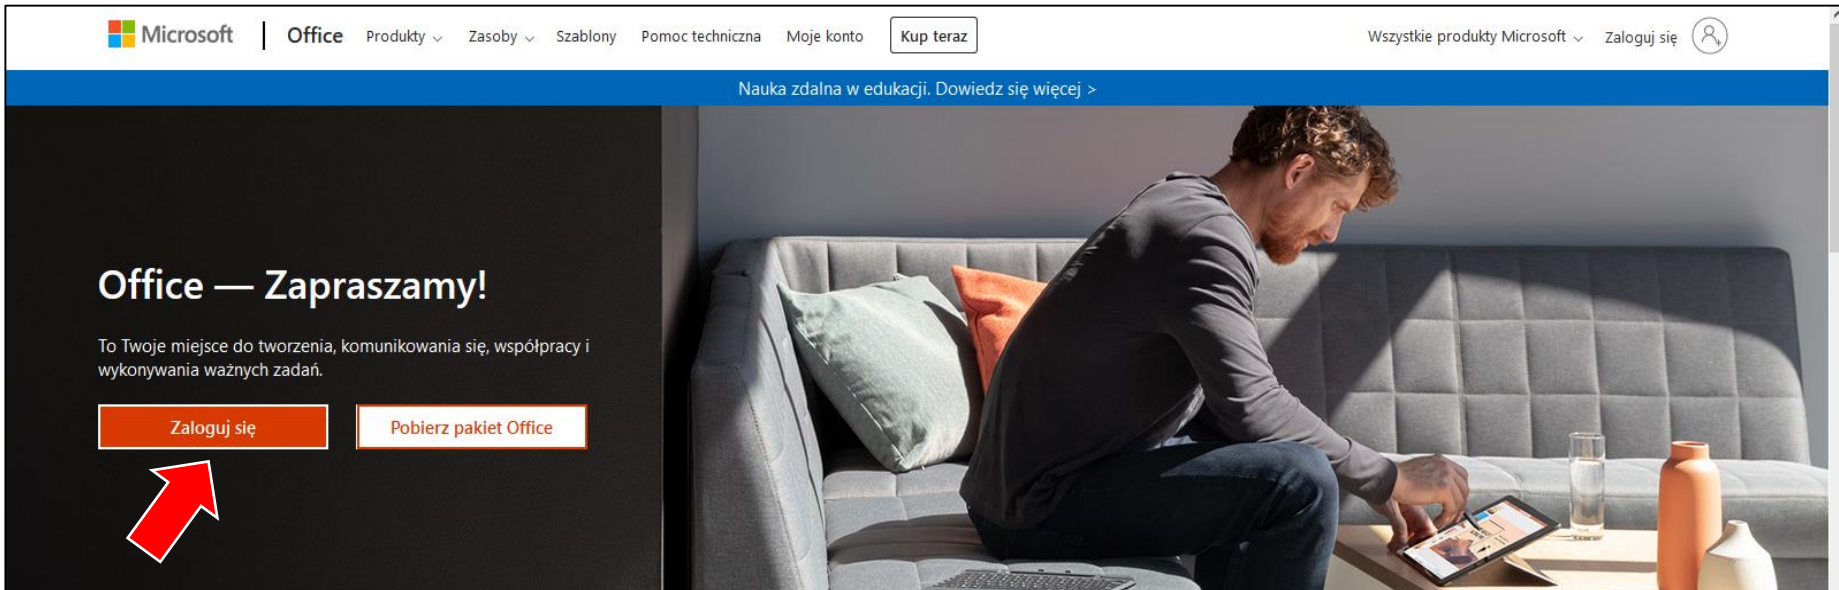 Microsoft | Office Produkty Zasoby Szablony Pomoc techniczna Moje konto Kup teraz Wszystkie produkty Microsoft Zaloguj się
Nauka zdalna w edukacji. Dowiedz się więcej >
Office — Zapraszamy!
To Twoje miejsce do tworzenia, komunikowania się, współpracy i
wykonywania ważnych zadań.
Zaloguj się Pobierz pakiet Office